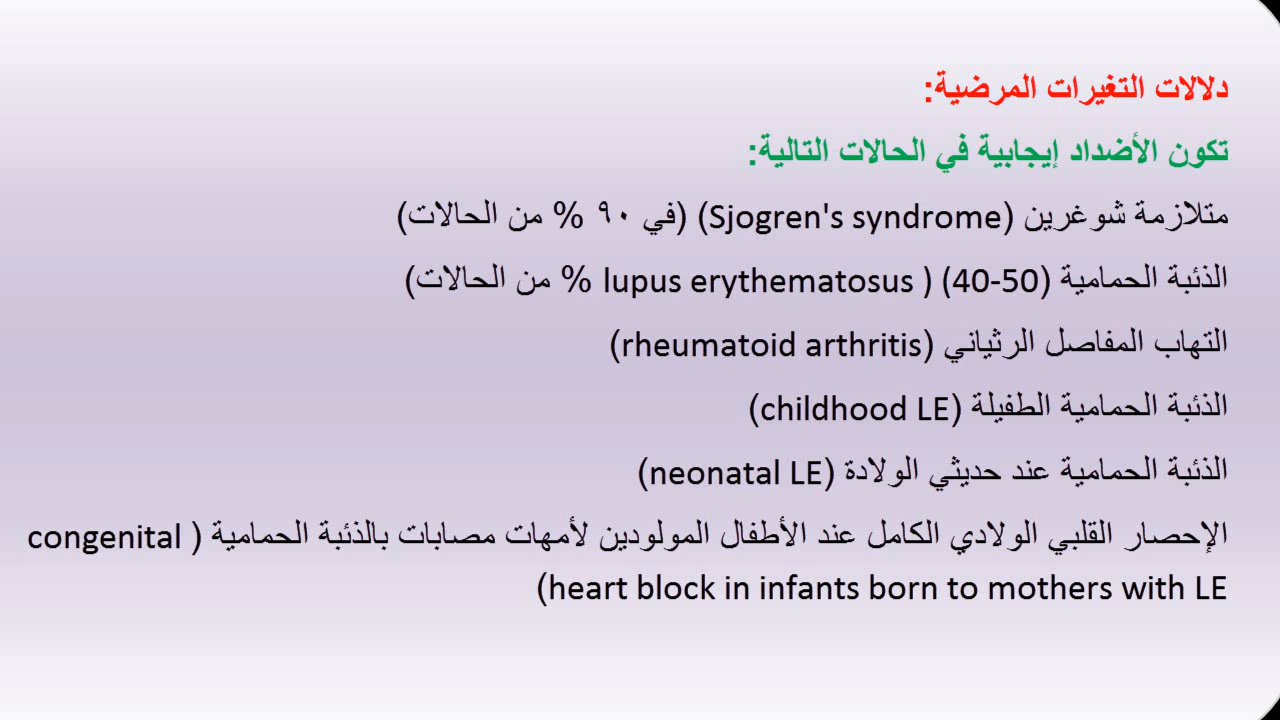 دلالات التغيرات المرضية:
تكون الأضداد إيجابية في الحالات التالية:
متلازمة شوغرين (Sjogren's syndrome) (في ٩٠ % من الحالات)
الذئبة الحمامية (40-50) ( lupus erythematosus % من الحالات)
التهاب المفاصل الرثياني (rheumatoid arthritis)
الذئبة الحمامية الطفيلة (childhood LE)
الذئبة الحمامية عند حديثي الولادة (neonatal LE)
الإحصار القلبي الولادي الكامل عند الأطفال المولودين لأمهات مصابات بالذئبة الحمامية ( congenital
heart block in infants born to mothers with LE)